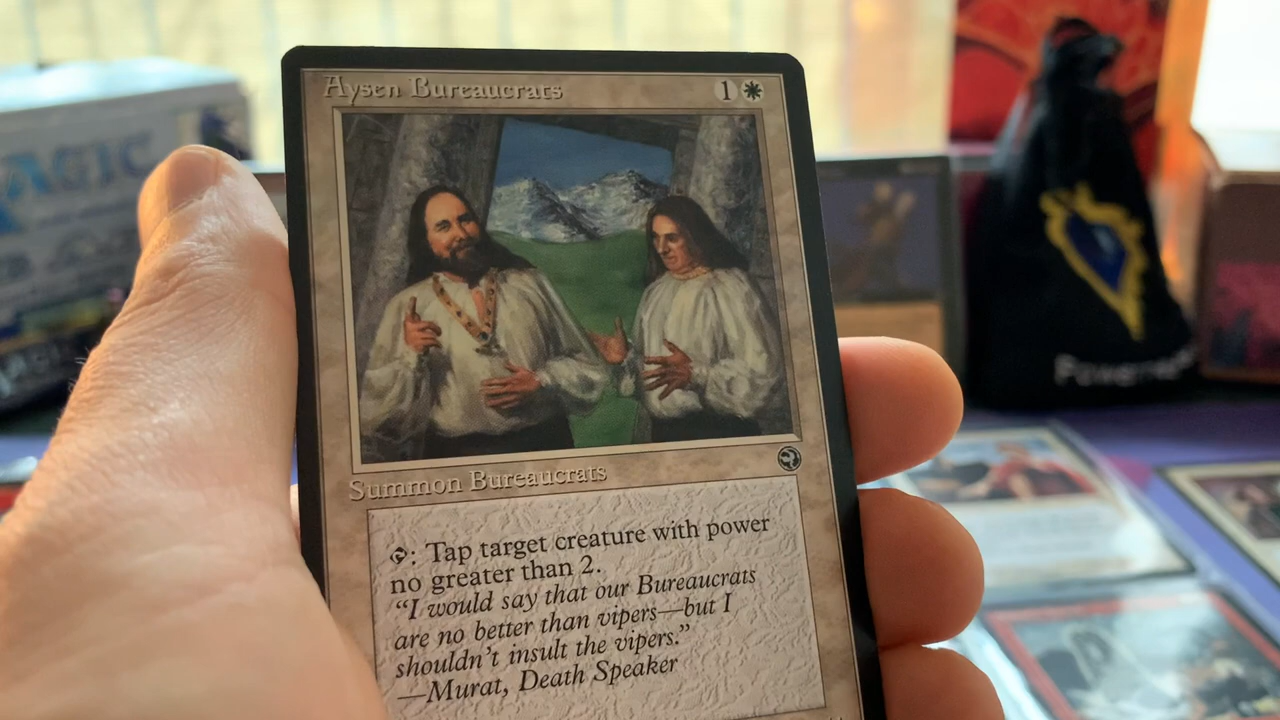 Aysen Bureaucrats 1
Summon Bureaucrats
: Tap target creature with power
no greater than 2.
“I would say that our Bureaucrats
are no better than vipers—but I
shouldn’t insult the vipers.”
—Murat, Death Speaker
MAGIC